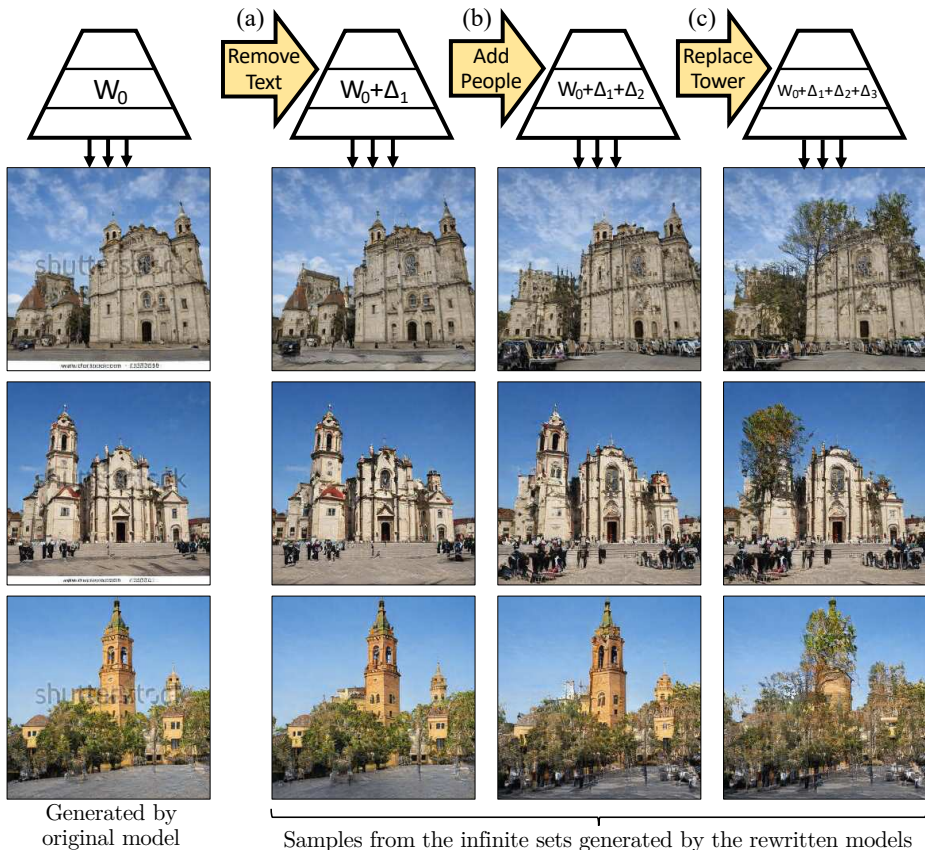 (a)
(b)
(c)
Remove
Text
Add
People
Replace
Tower
W₀
W₀+Δ₁
W₀+Δ₁+Δ₂
W₀+Δ₁+Δ₂+Δ₃
shutterstock
shutterstock
Generated by
original model
Samples from the infinite sets generated by the rewritten models